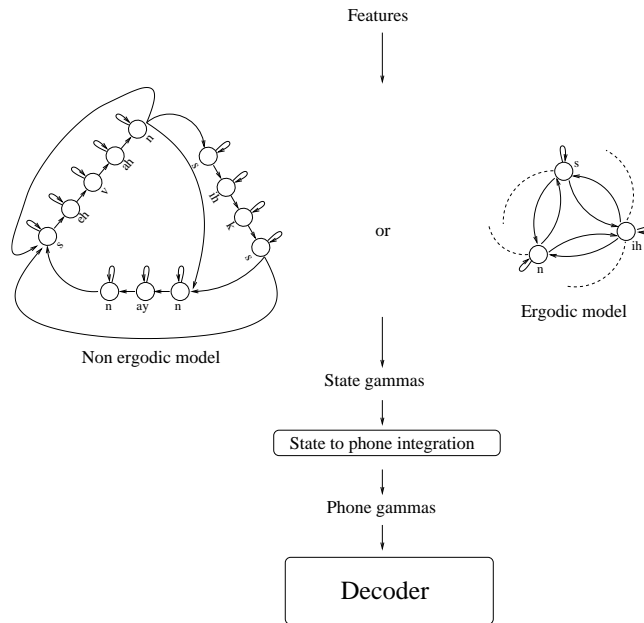 Features
n
ah
v
eh
s
s
ih
k
s
n
ay
n
Non ergodic model
or
s
n
ih
Ergodic model
State gammas
State to phone integration
Phone gammas
Decoder